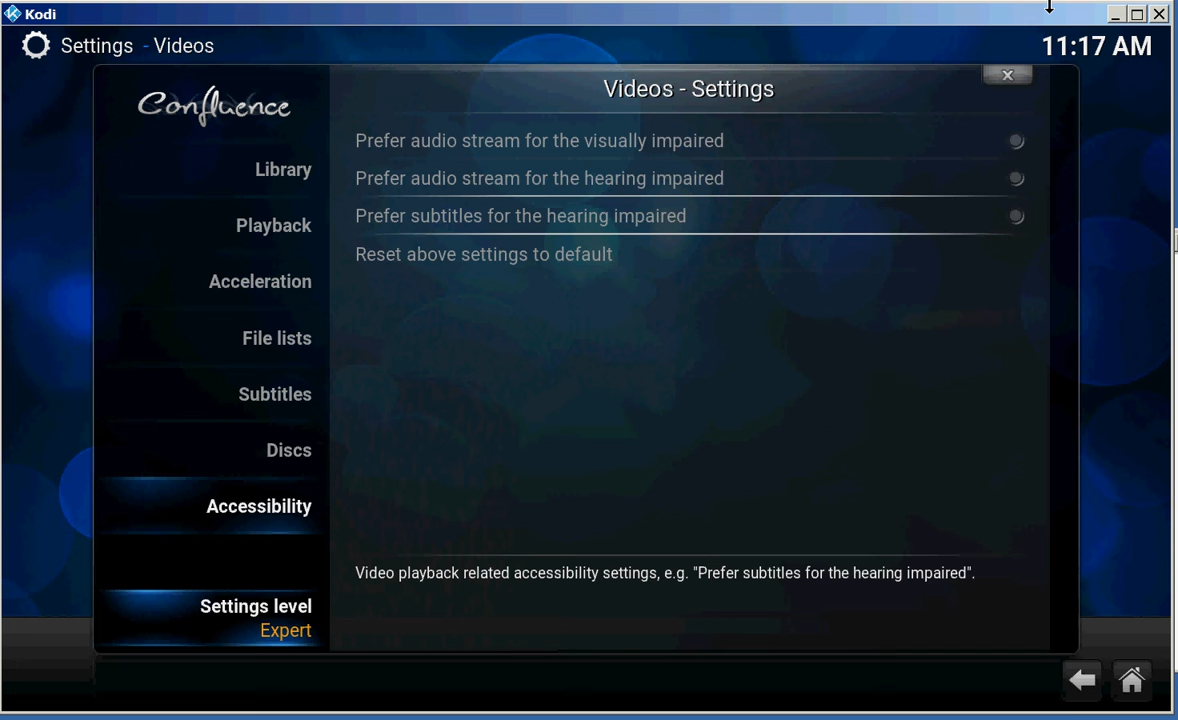 Kodi
Settings - Videos
11:17 AM
Confluence
Videos - Settings
Library
Playback
Acceleration
File lists
Subtitles
Discs
Accessibility
Settings level
Expert
Prefer audio stream for the visually impaired
Prefer audio stream for the hearing impaired
Prefer subtitles for the hearing impaired
Reset above settings to default
Video playback related accessibility settings, e.g. "Prefer subtitles for the hearing impaired".